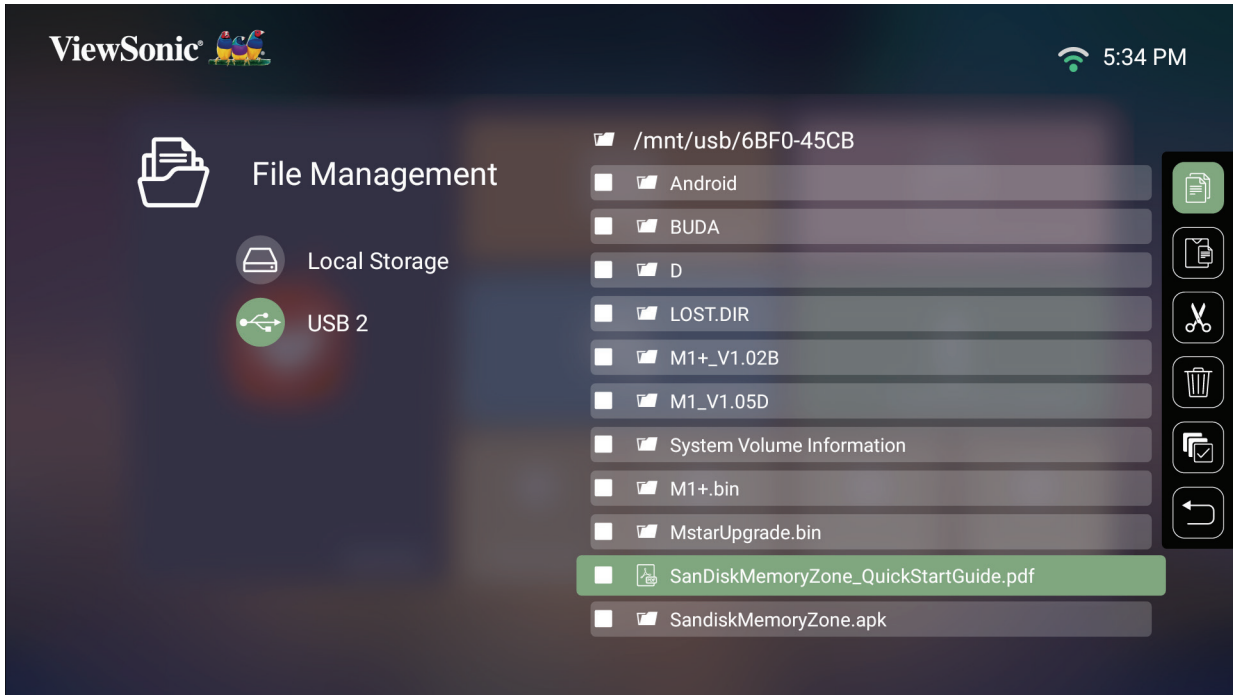 ViewSonic®
5:34 PM
File Management
Local Storage
USB 2
/mnt/usb/6BF0-45CB
Android
BUDA
D
LOST.DIR
M1+_V1.02B
M1_V1.05D
System Volume Information
M1+.bin
MstarUpgrade.bin
SanDiskMemoryZone_QuickStartGuide.pdf
SandiskMemoryZone.apk